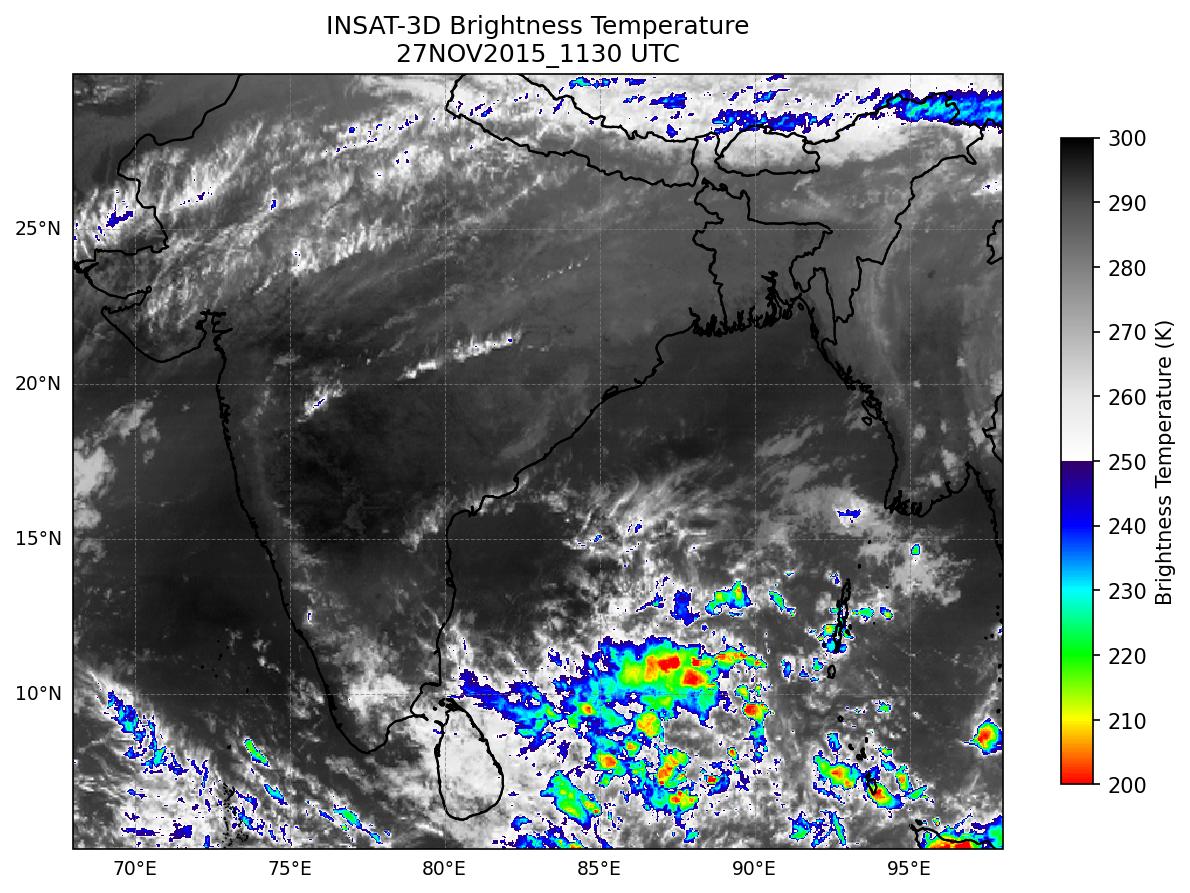 INSAT-3D Brightness Temperature
27NOV2015_1130 UTC
25°N
20°N
15°N
10°N
70°E
75°E
80°E
85°E
90°E
95°E
300
290
280
270
260
250
240
230
220
210
200
Brightness Temperature (K)